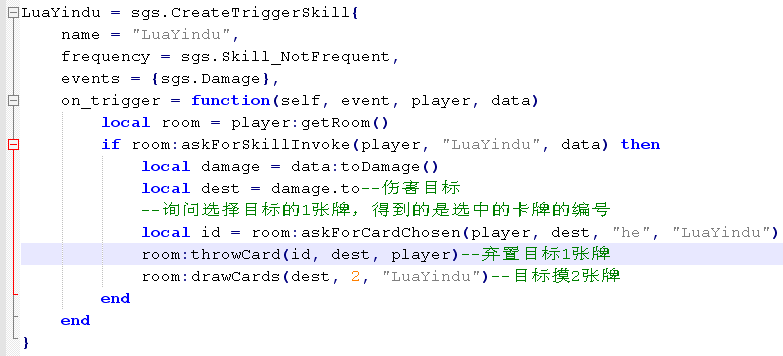 LuaYindu = sgs.CreateTriggerSkill{
    name = "LuaYindu",
    frequency = sgs.Skill_NotFrequent,
    events = {sgs.Damage},
    on_trigger = function(self, event, player, data)
        local room = player:getRoom()
        if room:askForSkillInvoke(player, "LuaYindu", data) then
            local damage = data:toDamage()
            local dest = damage.to--伤害目标
            --询问选择目标的1张牌，得到的是选中的卡牌的编号
            local id = room:askForCardChosen(player, dest, "he", "LuaYindu")
            room:throwCard(id, dest, player)--弃置目标1张牌
            room:drawCards(dest, 2, "LuaYindu")--目标摸2张牌
        end
    end
}